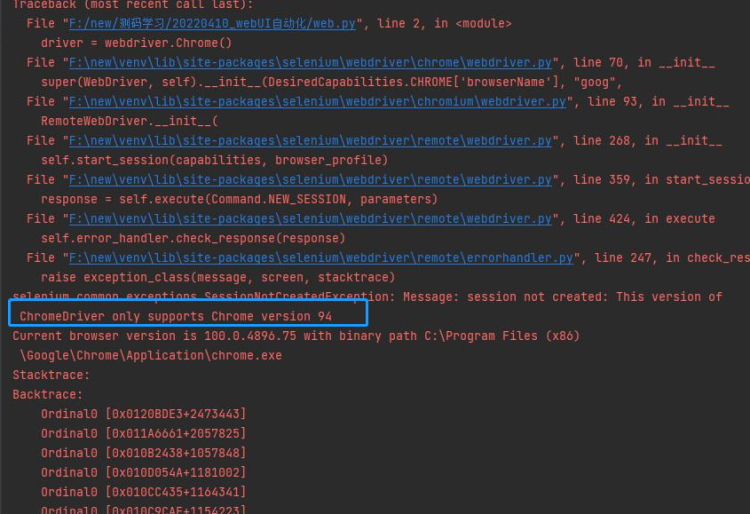 Traceback (most recent call last):
File "F:/new/测码学习/20220410_webUI自动化/web.py", line 2, in <module>
driver = webdriver.Chrome()
File "F:\new\venv\lib\site-packages\selenium\webdriver\chrome\webdriver.py", line 70, in __init__
super(WebDriver, self).__init__(DesiredCapabilities.CHROME['browserName'], "goog",
File "F:\new\venv\lib\site-packages\selenium\webdriver\chromium\webdriver.py", line 93, in __init__
RemoteWebDriver.__init__(
File "F:\new\venv\lib\site-packages\selenium\webdriver\remote\webdriver.py", line 268, in __init__
self.start_session(capabilities, browser_profile)
File "F:\new\venv\lib\site-packages\selenium\webdriver\remote\webdriver.py", line 359, in start_sessio
response = self.execute(Command.NEW_SESSION, parameters)
File "F:\new\venv\lib\site-packages\selenium\webdriver\remote\webdriver.py", line 424, in execute
self.error_handler.check_response(response)
File "F:\new\venv\lib\site-packages\selenium\webdriver\remote\errorhandler.py", line 247, in check_res
raise exception_class(message, screen, stacktrace)
selenium.common.exceptions.SessionNotCreatedException: Message: session not created: This version of
ChromeDriver only supports Chrome version 94
Current browser version is 100.0.4896.75 with binary path C:\Program Files (x86)
\Google\Chrome\Application\chrome.exe
Stacktrace:
Backtrace:
Ordinal0 [0x0120BDE3+2473443]
Ordinal0 [0x011A6661+2057825]
Ordinal0 [0x010B2438+1057848]
Ordinal0 [0x010D054A+1181002]
Ordinal0 [0x010CC435+1164341]
Ordinal0 [0x010C9CAE+1154223]